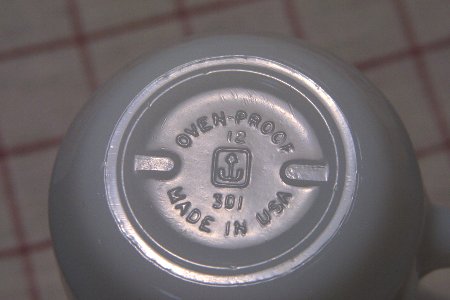 OVEN-PROOF
12
301
MADE IN USA